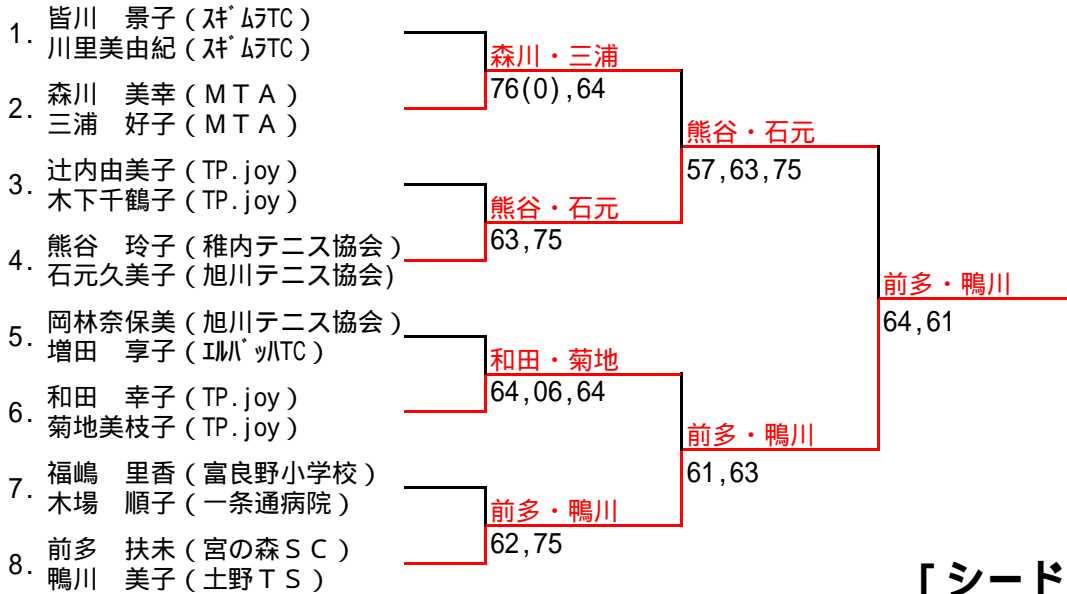 1. 皆川　景子（ｽｷﾞﾑﾗTC）
川里美由紀（ｽｷﾞﾑﾗTC）
2. 森川　美幸（ＭＴＡ）
三浦　好子（ＭＴＡ）
3. 辻内由美子（TP.joy）
木下千鶴子（TP.joy）
4. 熊谷　玲子（稚内テニス協会）
石元久美子（旭川テニス協会)
5. 岡林奈保美（旭川テニス協会）
増田　享子（ｴﾙﾊﾞｯﾊTC）
6. 和田　幸子（TP.joy）
菊地美枝子（TP.joy）
7. 福嶋　里香（富良野小学校）
木場　順子（一条通病院）
8. 前多　扶未（宮の森ＳＣ）
鴨川　美子（土野ＴＳ）
森川・三浦
76(0),64
熊谷・石元
63,75
和田・菊地
64,06,64
前多・鴨川
62,75
熊谷・石元
57,63,75
前多・鴨川
61,63
前多・鴨川
64,61
[シード